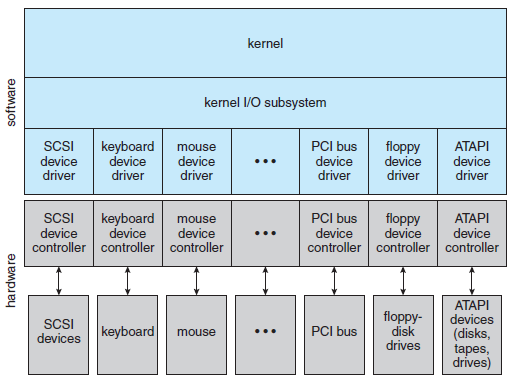 kernel
kernel I/O subsystem
software
SCSI device driver
keyboard device driver
mouse device driver
•••
PCI bus device driver
floppy device driver
ATAPI device driver
hardware
SCSI device controller
keyboard device controller
mouse device controller
•••
PCI bus device controller
floppy device controller
ATAPI device controller
SCSI devices
keyboard
mouse
•••
PCI bus
floppy-disk drives
ATAPI devices (disks, tapes, drives)